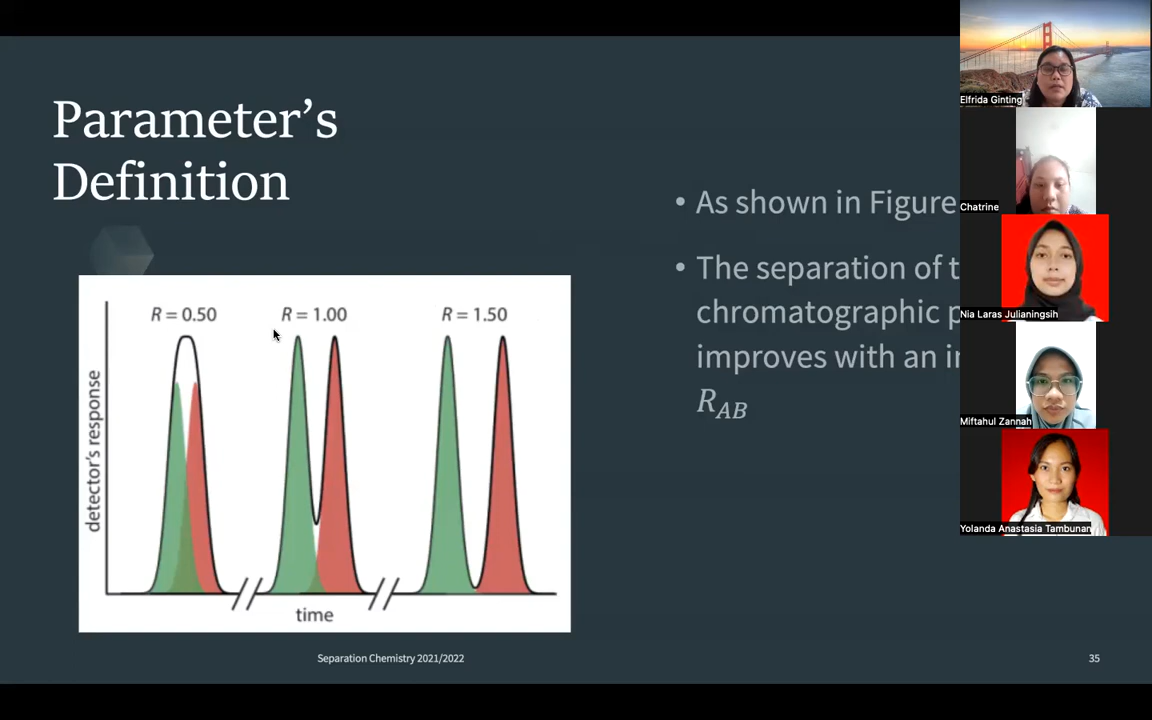 Parameter's
Definition
• As shown in Figure
• The separation of t
chromatographic p
improves with an i
R_AB
R = 0.50
R = 1.00
R = 1.50
detector's response
time
Separation Chemistry 2021/2022
35
Elfrida Ginting
Chatrine
Nia Laras Julianingsih
Miftahul Zannah
Yolanda Anastasia Tambunan